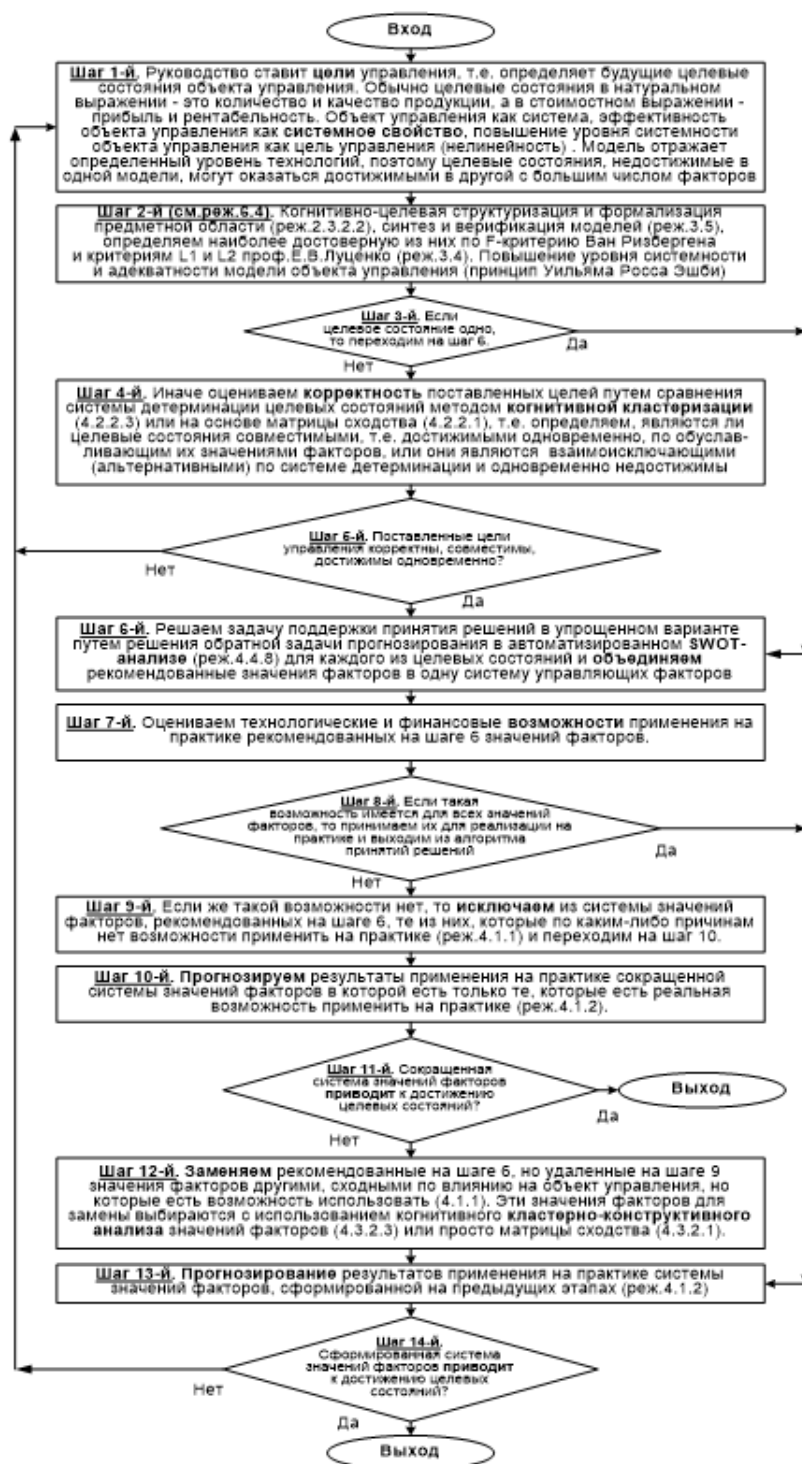 Вход
Шаг 1-й. Руководство ставит цели управления, т.е. определяет будущие целевые
состояния объекта управления. Обычно целевые состояния в натуральном
выражении - это количество и качество продукции, а в стоимостном выражении -
прибыль и рентабельность. Объект управления как система, эффективность
объекта управления как системное свойство, повышение уровня системности
объекта управления как цель управления (нелинейность) . Модель отражает
определенный уровень технологий, поэтому целевые состояния, недостижимые в
одной модели, могут оказаться достижимыми в другой с большим числом факторов
Шаг 2-й (см.реж.6.4). Когнитивно-целевая структуризация и формализация
предметной области (реж.2.3.2.2), синтез и верификация моделей (реж.3.5),
определяем наиболее достоверную из них по F-критерию Ван Ризбергена
и критериям L1 и L2 проф.Е.В.Луценко (реж.3.4). Повышение уровня системности
и адекватности модели объекта управления (принцип Уильяма Росса Эшби)
Шаг 3-й. Если
целевое состояние одно,
то переходим на шаг 6.
Да
Нет
Шаг 4-й. Иначе оцениваем корректность поставленных целей путем сравнения
системы детерминации целевых состояний методом когнитивной кластеризации
(4.2.2.3) или на основе матрицы сходства (4.2.2.1), т.е. определяем, являются ли
целевые состояния совместимыми, т.е. достижимыми одновременно, по обуслав-
ливающим их значениями факторов, или они являются взаимоисключающими
(альтернативными) по системе детерминации и одновременно недостижимы
Шаг 6-й. Поставленные цели
управления корректны, совместимы,
достижимы одновременно?
Нет
Да
Шаг 6-й. Решаем задачу поддержки принятия решений в упрощенном варианте
путем решения обратной задачи прогнозирования в автоматизированном SWOT-
анализе (реж.4.4.8) для каждого из целевых состояний и объединяем
рекомендованные значения факторов в одну систему управляющих факторов
Шаг 7-й. Оцениваем технологические и финансовые возможности применения на
практике рекомендованных на шаге 6 значений факторов.
Шаг 8-й. Если такая
возможность имеется для всех значений
факторов, то принимаем их для реализации на
практике и выходим из алгоритма
принятий решений
Да
Нет
Шаг 9-й. Если же такой возможности нет, то исключаем из системы значений
факторов, рекомендованных на шаге 6, те из них, которые по каким-либо причинам
нет возможности применить на практике (реж.4.1.1) и переходим на шаг 10.
Шаг 10-й. Прогнозируем результаты применения на практике сокращенной
системы значений факторов в которой есть только те, которые есть реальная
возможность применить на практике (реж.4.1.2).
Шаг 11-й. Сокращенная
система значений факторов
приводит к достижению
целевых состояний?
Выход
Да
Нет
Шаг 12-й. Заменяем рекомендованные на шаге 6, но удаленные на шаге 9
значения факторов другими, сходными по влиянию на объект управления, но
которые есть возможность использовать (4.1.1). Эти значения факторов для
замены выбираются с использованием когнитивного кластерно-конструктивного
анализа значений факторов (4.3.2.3) или просто матрицы сходства (4.3.2.1).
Шаг 13-й. Прогнозирование результатов применения на практике системы
значений факторов, сформированной на предыдущих этапах (реж.4.1.2)
Шаг 14-й.
Сформированная система
значений факторов приводит
к достижению целевых
состояний?
Нет
Да
Выход